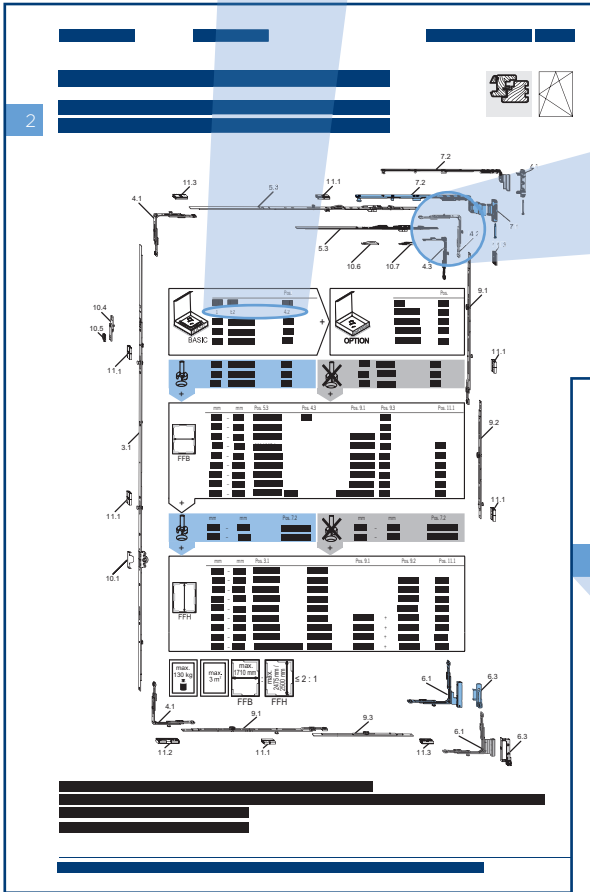 2
7.2
11.3
5.3
11.1
7.2
4.1
5.3
4.2
10.6
10.7
4.3
9.1
10.4
10.5
11.1
11.1
Pos.
4.2
BASIC
+
Pos.
OPTION
+
+
3.1
9.2
mm – mm Pos. 5.3 Pos. 4.3 Pos. 9.1 Pos. 9.3 Pos. 11.1
FFB
+
11.1
11.1
10.1
mm – mm Pos. 7.2
+
mm – mm Pos. 7.2
+
mm – mm Pos. 3.1 Pos. 9.1 Pos. 9.2 Pos. 11.1
FFH
+
+
+
+
max. 130 kg
max. 3 m²
max. 1710 mm
FFB
:
max. 2475 mm / 2500 mm
FFH
≤ 2 : 1
6.1
6.3
4.1
9.1
9.3
6.1
6.3
11.2
11.1
11.3